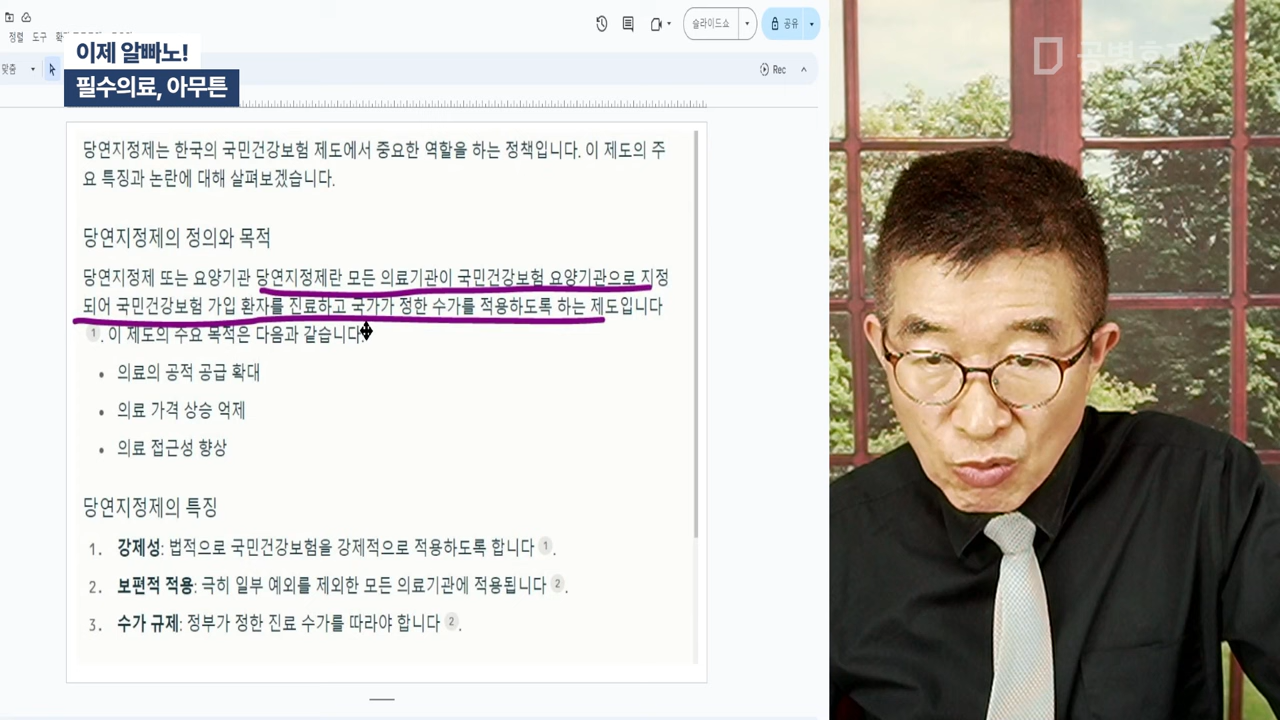 정렬 도구
슬라이드쇼
공유
이제 알빠노!
필수의료, 아무튼
맞춤
Rec
당연지정제는 한국의 국민건강보험 제도에서 중요한 역할을 하는 정책입니다. 이 제도의 주
요 특징과 논란에 대해 살펴보겠습니다.
당연지정제의 정의와 목적
당연지정제 또는 요양기관 당연지정제란 모든 의료기관이 국민건강보험 요양기관으로 지정
되어 국민건강보험 가입 환자를 진료하고 국가가 정한 수가를 적용하도록 하는 제도입니다
1. 이 제도의 주요 목적은 다음과 같습니다.
• 의료의 공적 공급 확대
• 의료 가격 상승 억제
• 의료 접근성 향상
당연지정제의 특징
1. 강제성: 법적으로 국민건강보험을 강제적으로 적용하도록 합니다 1.
2. 보편적 적용: 극히 일부 예외를 제외한 모든 의료기관에 적용됩니다 2.
3. 수가 규제: 정부가 정한 진료 수가를 따라야 합니다 2.